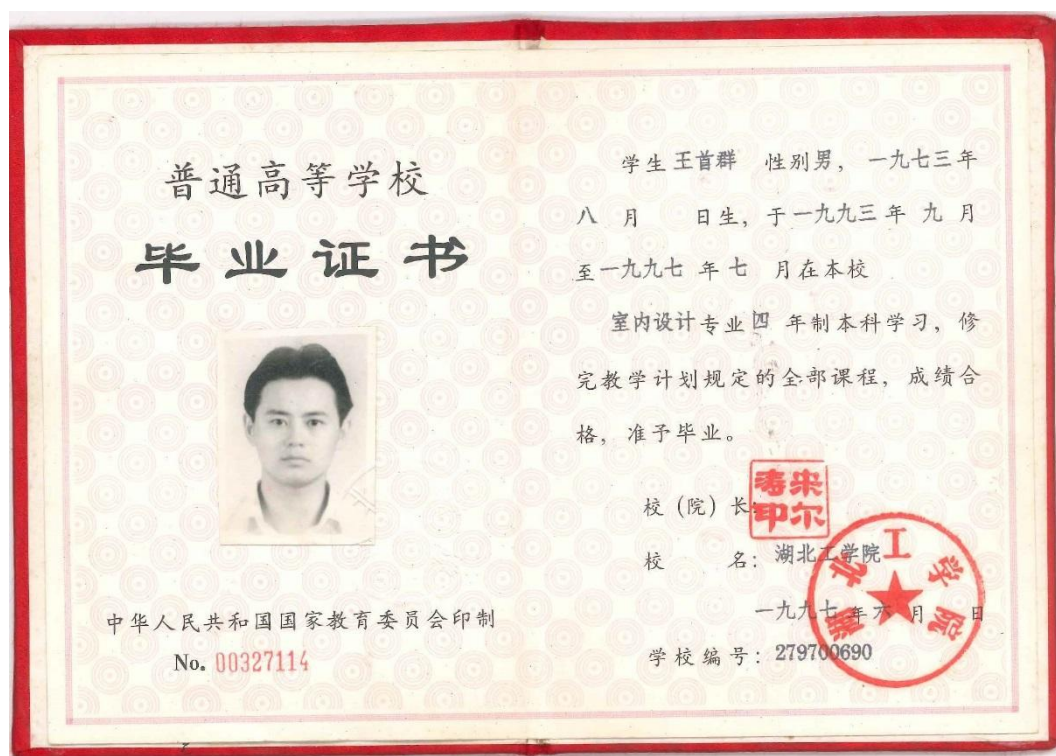 普通高等学校
毕业证书
中华人民共和国国家教育委员会印制
No. 00327114
学生 王首群 性别男, 一九七三年
八 月 日生, 于一九九三年 九 月
至一九九七 年 七 月在本校
室内设计专业四 年制本科学习, 修
完教学计划规定的全部课程, 成绩合
格, 准予毕业。
校 (院) 长:
校 名: 湖北工学院
一九九七 年 六 月 日
学校编号: 279700690
湖北工学院